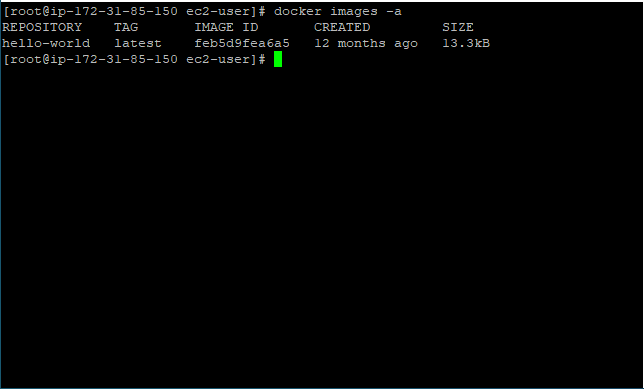 [root@ip-172-31-85-150 ec2-user]# docker images -a
REPOSITORY    TAG       IMAGE ID       CREATED         SIZE
hello-world   latest    feb5d9fea6a5   12 months ago   13.3kB
[root@ip-172-31-85-150 ec2-user]#